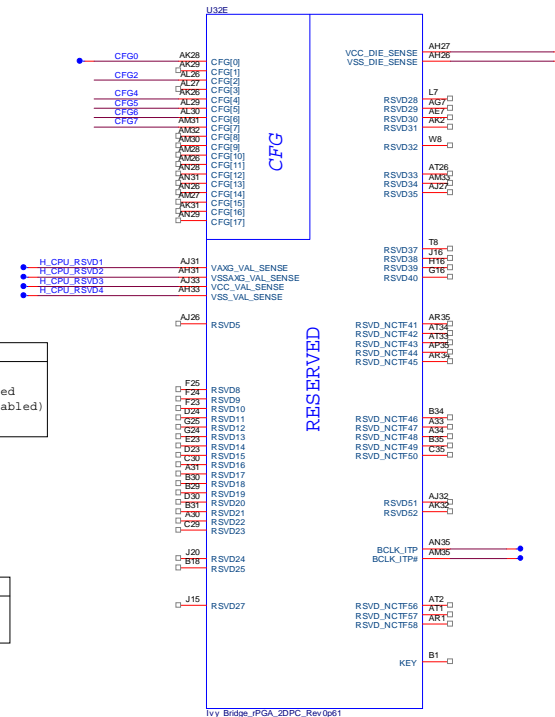 U32E
CFG0 AK28 CFG[0]
AK29 CFG[1]
CFG2 AL26 CFG[2]
AL27 CFG[3]
CFG4 AK26 CFG[4]
CFG5 AL29 CFG[5]
CFG6 AL30 CFG[6]
CFG7 AM31 CFG[7]
AM32 CFG[8]
AM30 CFG[9]
AM28 CFG[10]
AM26 CFG[11]
AN28 CFG[12]
AN31 CFG[13]
AN26 CFG[14]
AM27 CFG[15]
AK31 CFG[16]
AN29 CFG[17]
CFG
H_CPU_RSVD1 AJ31 VAXG_VAL_SENSE
H_CPU_RSVD2 AH31 VSSAXG_VAL_SENSE
H_CPU_RSVD3 AJ33 VCC_VAL_SENSE
H_CPU_RSVD4 AH33 VSS_VAL_SENSE
AJ26 RSVD5
ed
abled)
RESERVED
F25 RSVD8
F24 RSVD9
F23 RSVD10
D24 RSVD11
G25 RSVD12
G24 RSVD13
E23 RSVD14
D23 RSVD15
C30 RSVD16
A31 RSVD17
B30 RSVD18
B29 RSVD19
D30 RSVD20
B31 RSVD21
A30 RSVD22
C29 RSVD23
J20 RSVD24
B18 RSVD25
J15 RSVD27
VCC_DIE_SENSE AH27
VSS_DIE_SENSE AH26
RSVD28 L7
RSVD29 AG7
RSVD30 AE7
RSVD31 AK2
RSVD32 W8
RSVD33 AT26
RSVD34 AM33
RSVD35 AJ27
RSVD37 T8
RSVD38 J16
RSVD39 H16
RSVD40 G16
RSVD_NCTF41 AR35
RSVD_NCTF42 AT34
RSVD_NCTF43 AT33
RSVD_NCTF44 AP35
RSVD_NCTF45 AR34
RSVD_NCTF46 B34
RSVD_NCTF47 A33
RSVD_NCTF48 A34
RSVD_NCTF49 B35
RSVD_NCTF50 C35
RSVD51 AJ32
RSVD52 AK32
BCLK_ITP AN35
BCLK_ITP# AM35
RSVD_NCTF56 AT2
RSVD_NCTF57 AT1
RSVD_NCTF58 AR1
KEY B1
Ivy Bridge_rPGA_2DPC_Rev0p61